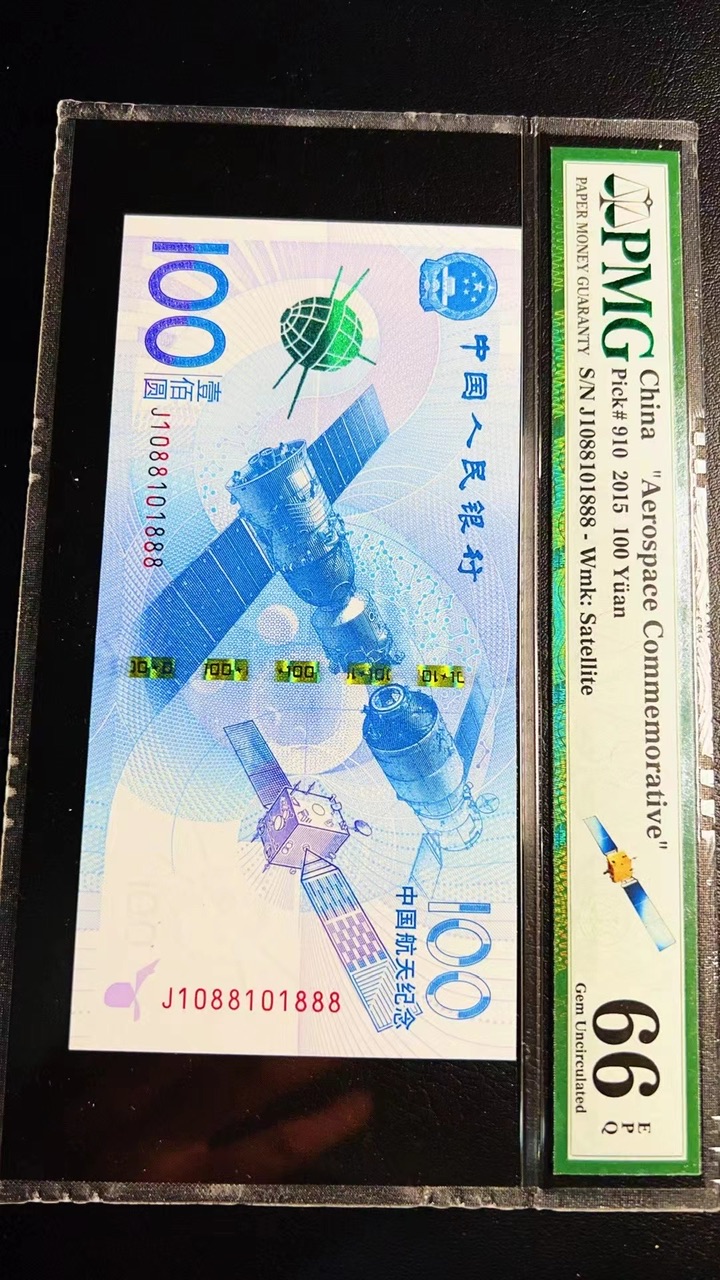 PMG
PAPER MONEY GUARANTY
China "Aerospace Commemorative"
Pick# 910 2015 100 Yüan
S/N J1088101888 - Wmk: Satellite
66
EPQ
Gem Uncirculated
中国人民银行
100
中国航天纪念
100
壹佰圆
J1088101888
J1088101888